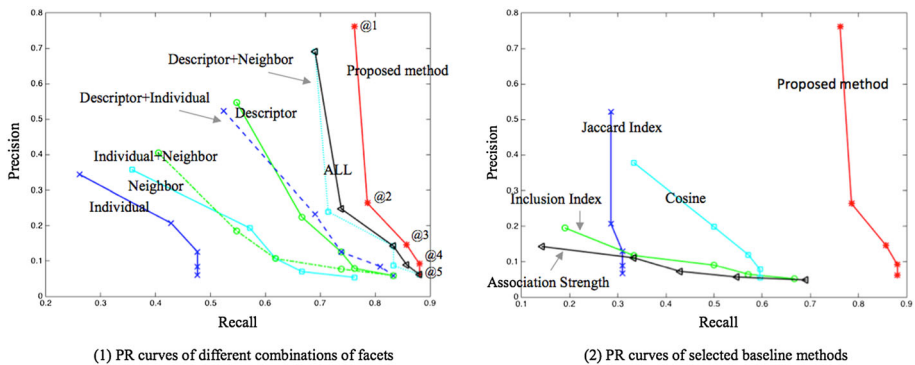 0.8
0.7
0.6
0.5
0.4
0.3
0.2
0.1
0
Precision
0.2
0.3
0.4
0.5
0.6
0.7
0.8
0.9
Recall
@1
Descriptor+Neighbor
Proposed method
Descriptor+Individual
Descriptor
Individual+Neighbor
ALL
Neighbor
Individual
@2
@3
@4
@5
(1) PR curves of different combinations of facets
0.8
0.7
0.6
0.5
0.4
0.3
0.2
0.1
0
Precision
0.1
0.2
0.3
0.4
0.5
0.6
0.7
0.8
0.9
Recall
Proposed method
Jaccard Index
Inclusion Index
Cosine
Association Strength
(2) PR curves of selected baseline methods